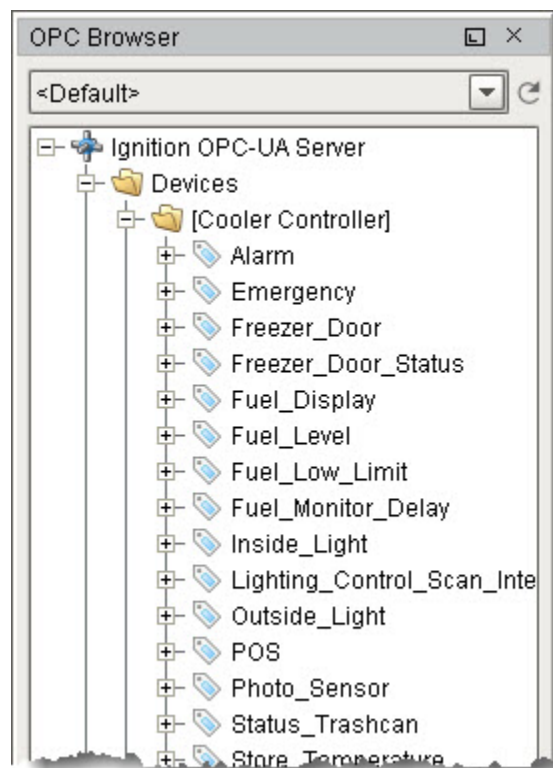 OPC Browser
<Default>
Ignition OPC-UA Server
Devices
[Cooler Controller]
Alarm
Emergency
Freezer_Door
Freezer_Door_Status
Fuel_Display
Fuel_Level
Fuel_Low_Limit
Fuel_Monitor_Delay
Inside_Light
Lighting_Control_Scan_Inte
Outside_Light
POS
Photo_Sensor
Status_Trashcan
Store_Temperature